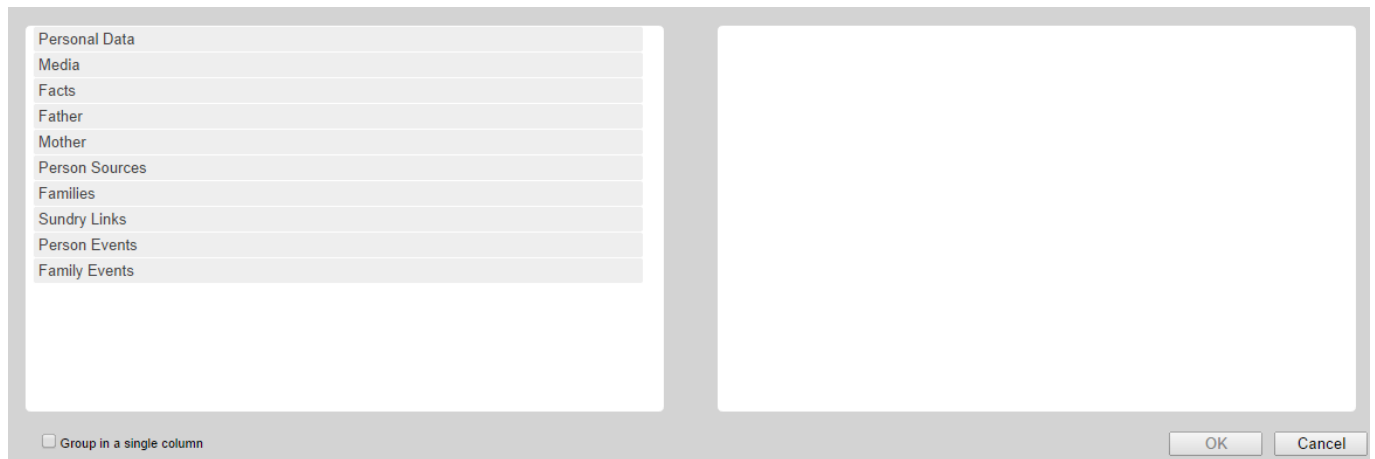 Personal Data
Media
Facts
Father
Mother
Person Sources
Families
Sundry Links
Person Events
Family Events
Group in a single column
OK
Cancel